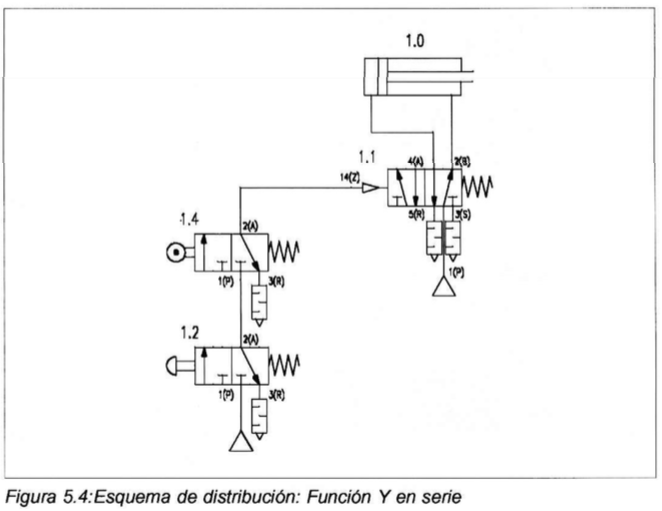 1.0
1.1
4(A) 2(B)
14(Z)
5(R) 3(S)
1(P)
1.4
2(A)
1(P) 3(R)
1.2
2(A)
1(P) 3(R)
Figura 5.4:Esquema de distribución: Función Y en serie